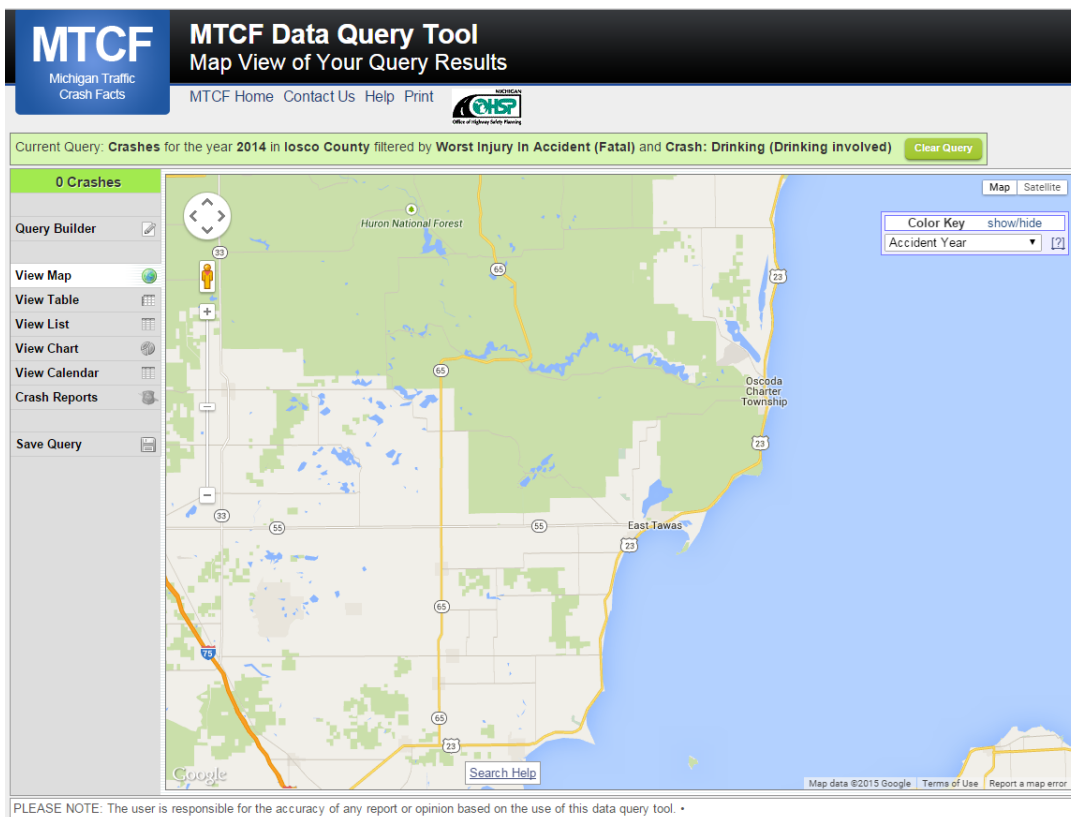 MTCF
Michigan Traffic
Crash Facts
MTCF Data Query Tool
Map View of Your Query Results
MTCF Home Contact Us Help Print
MICHIGAN
OHSP
Office of Highway Safety Planning
Current Query: Crashes for the year 2014 in Iosco County filtered by Worst Injury In Accident (Fatal) and Crash: Drinking (Drinking involved) Clear Query
0 Crashes
Query Builder
View Map
View Table
View List
View Chart
View Calendar
Crash Reports
Save Query
Map Satellite
Color Key show/hide
Accident Year [?]
Huron National Forest
33
65
23
65
Oscoda
Charter
Township
23
33
55
55
East Tawas
23
65
75
65
23
Google
Search Help
Map data ©2015 Google Terms of Use Report a map error
PLEASE NOTE: The user is responsible for the accuracy of any report or opinion based on the use of this data query tool. •